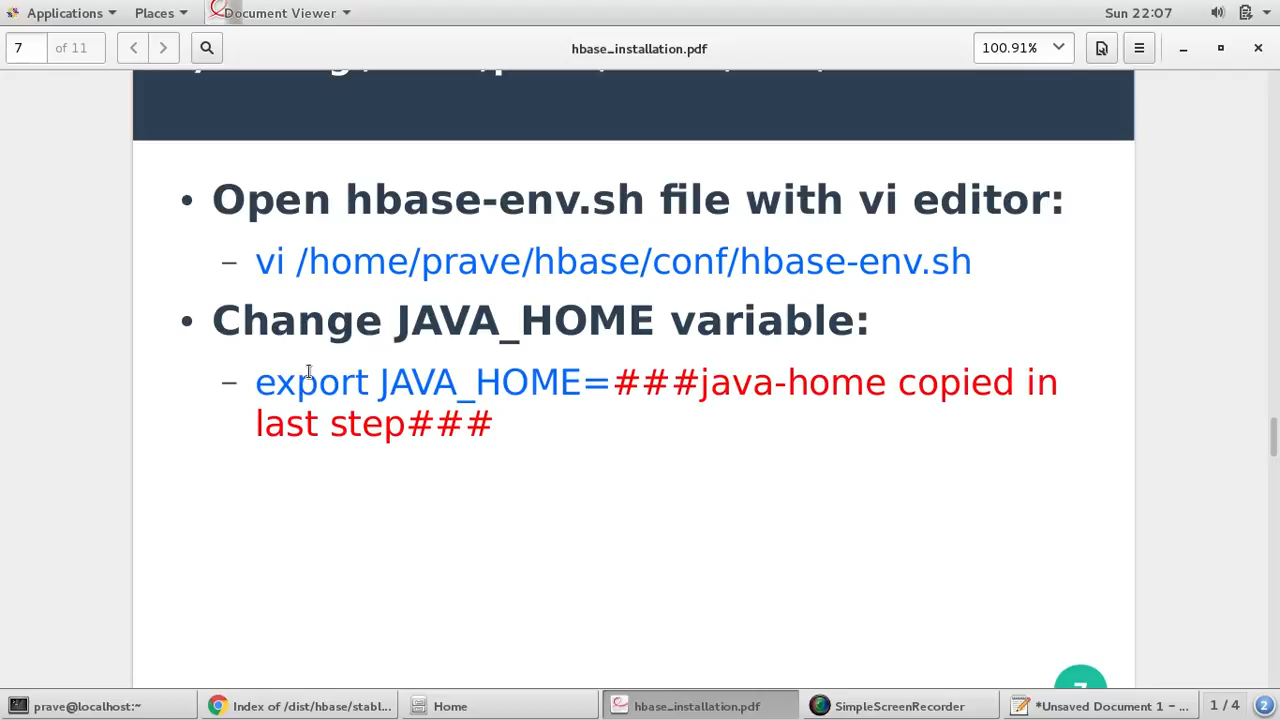 Applications Places Document Viewer Sun 22:07
7 of 11 hbase_installation.pdf 100.91%
• Open hbase-env.sh file with vi editor:
– vi /home/prave/hbase/conf/hbase-env.sh
• Change JAVA_HOME variable:
– export JAVA_HOME=###java-home copied in
last step###
7
prave@localhost:~ Index of /dist/hbase/stabl... Home hbase_installation.pdf SimpleScreenRecorder *Unsaved Document 1 – ... 1 / 4 2